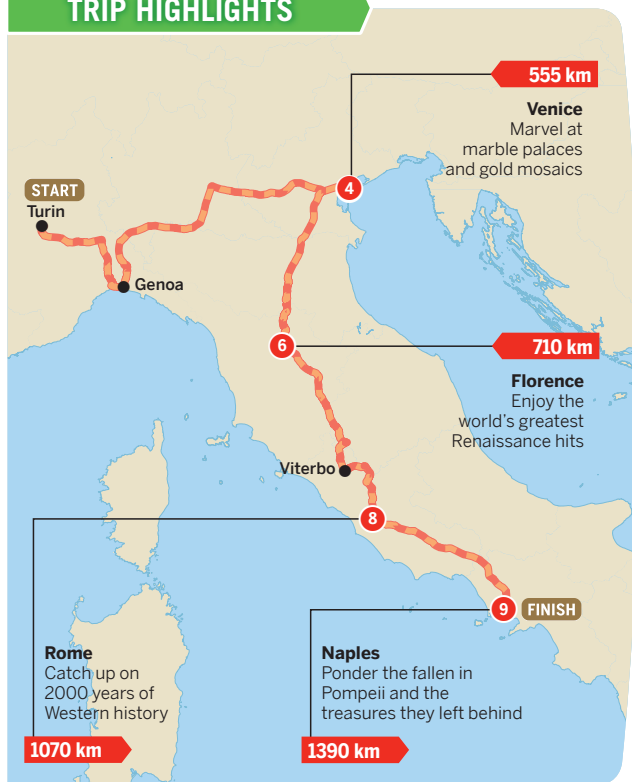 TRIP HIGHLIGHTS
555 km
Venice
Marvel at
marble palaces
and gold mosaics
4
START
Turin
Genoa
6
710 km
Florence
Enjoy the
world's greatest
Renaissance hits
Viterbo
8
9
FINISH
Rome
Catch up on
2000 years of
Western history
1070 km
Naples
Ponder the fallen in
Pompeii and the
treasures they left behind
1390 km